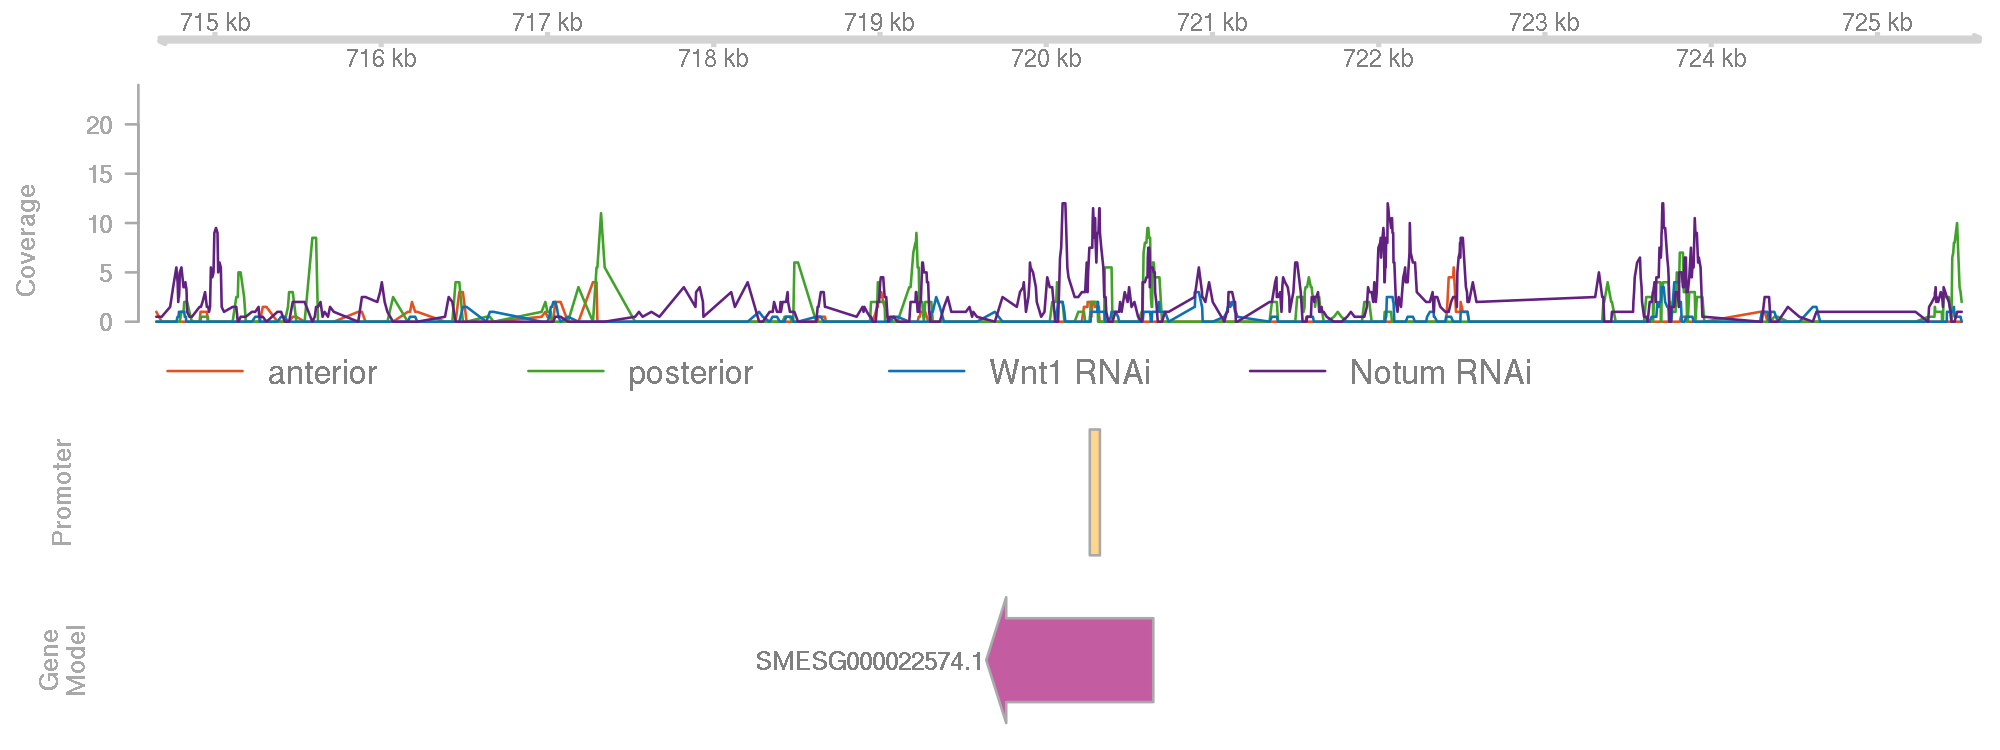 715 kb 717 kb 719 kb 721 kb 723 kb 725 kb
716 kb 718 kb 720 kb 722 kb 724 kb
Coverage
20
15
10
5
0
anterior posterior Wnt1 RNAi Notum RNAi
Promoter
Gene
Model
SMESG000022574.1